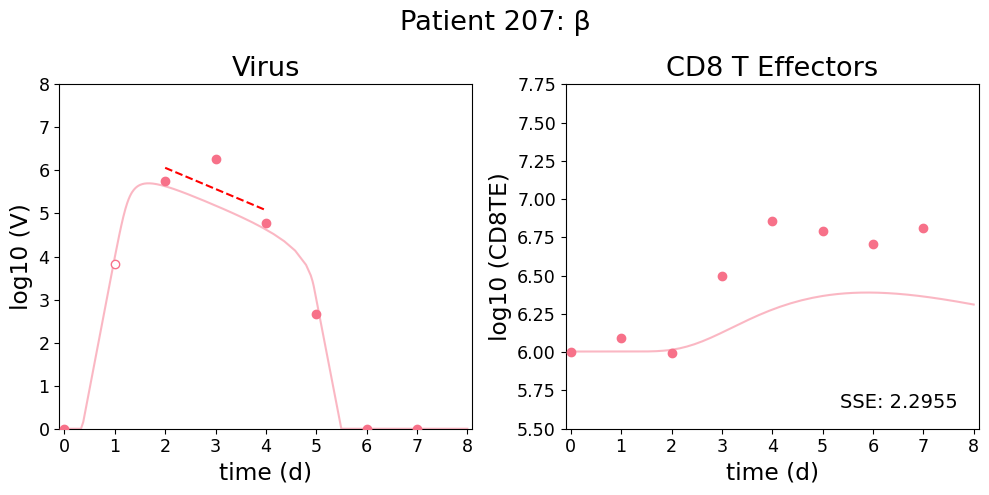 Patient 207: β
Virus
CD8 T Effectors
8
7
6
5
4
3
2
1
0
log10 (V)
0 1 2 3 4 5 6 7 8
time (d)
7.75
7.50
7.25
7.00
6.75
6.50
6.25
6.00
5.75
5.50
log10 (CD8TE)
SSE: 2.2955
0 1 2 3 4 5 6 7 8
time (d)